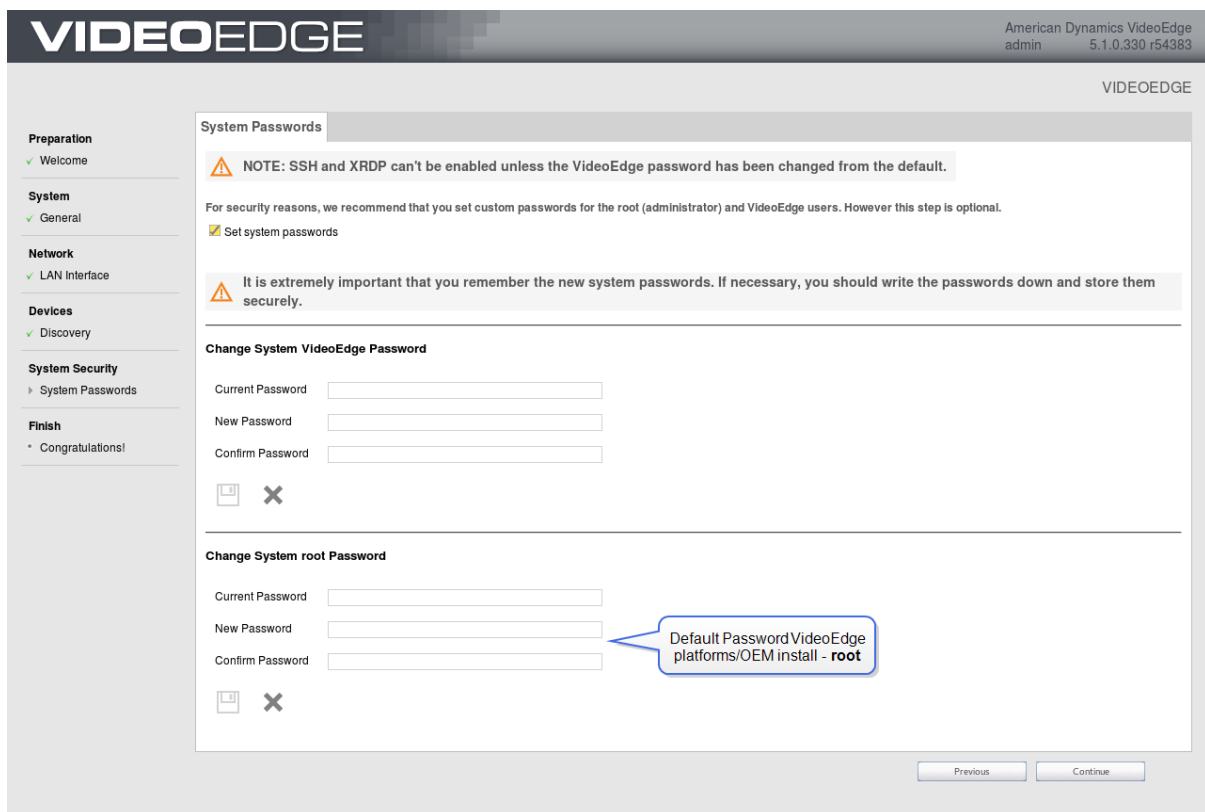 VIDEOEDGE
American Dynamics VideoEdge
admin 5.1.0.330 r54383
VIDEOEDGE
Preparation
Welcome
System
General
Network
LAN Interface
Devices
Discovery
System Security
System Passwords
Finish
Congratulations!
System Passwords
NOTE: SSH and XRDP can't be enabled unless the VideoEdge password has been changed from the default.
For security reasons, we recommend that you set custom passwords for the root (administrator) and VideoEdge users. However this step is optional.
Set system passwords
It is extremely important that you remember the new system passwords. If necessary, you should write the passwords down and store them
securely.
Change System VideoEdge Password
Current Password
New Password
Confirm Password
Change System root Password
Current Password
New Password
Confirm Password
Default Password VideoEdge
platforms/OEM install - root
Previous
Continue